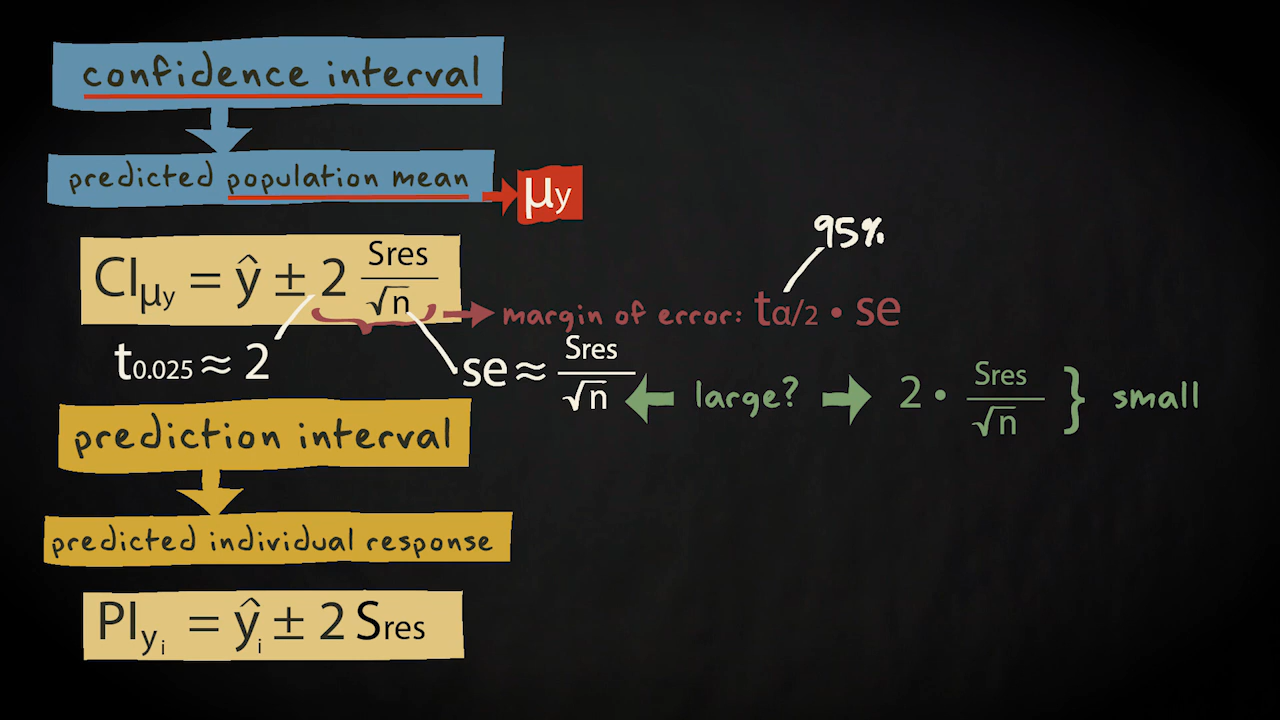 confidence interval
predicted population mean
μy
95%
CIμy = ŷ ± 2 Sres/√n
margin of error: tα/2 • se
t0.025 ≈ 2
se ≈ Sres/√n
large?
2 • Sres/√n } small
prediction interval
predicted individual response
PIyi = ŷi ± 2 Sres